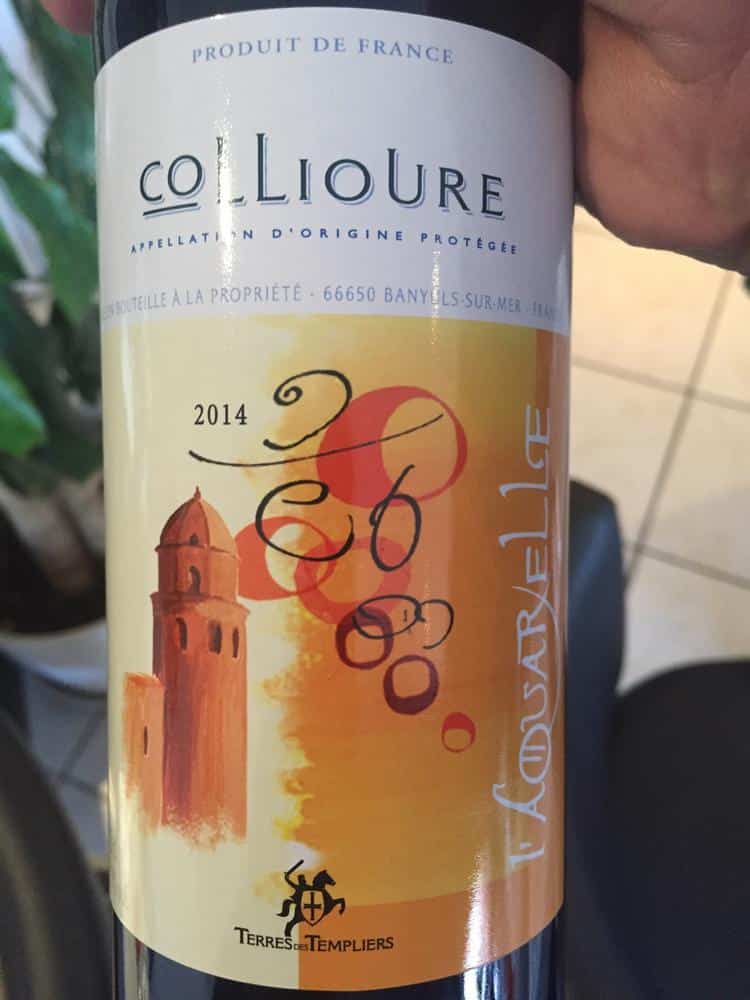 PRODUIT DE FRANCE
COLLIOURE
APPELLATION D'ORIGINE PROTÉGÉE
BOUTEILLE À LA PROPRIÉTÉ - 66650 BANYULS-SUR-MER
2014
l'AQUARELLE
TERRES DES TEMPLIERS